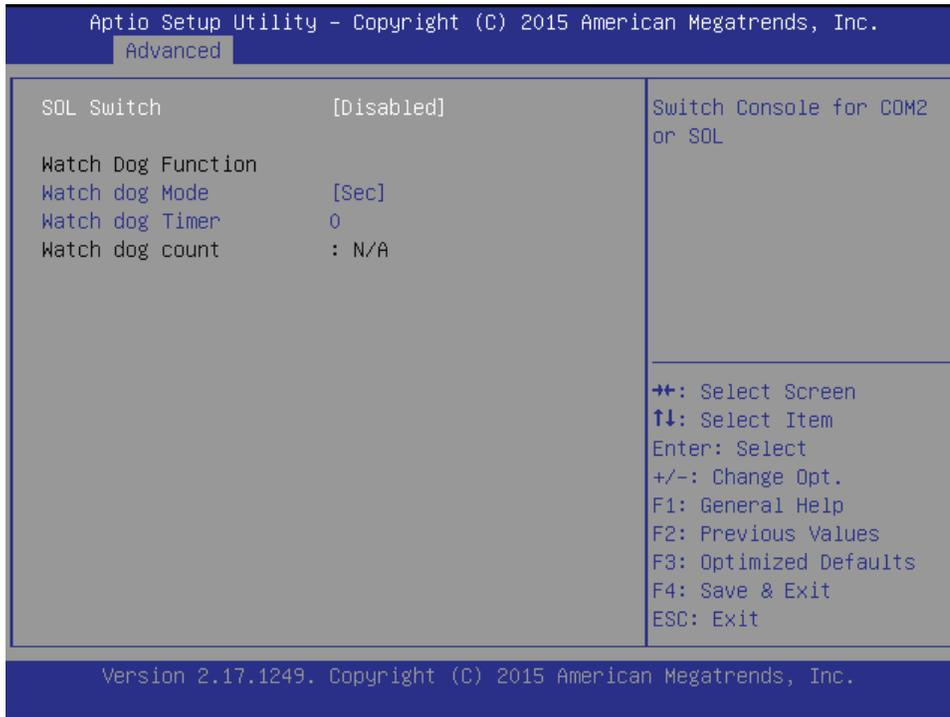 Aptio Setup Utility – Copyright (C) 2015 American Megatrends, Inc.
Advanced
SOL Switch [Disabled]
Watch Dog Function
Watch dog Mode [Sec]
Watch dog Timer 0
Watch dog count : N/A
Switch Console for COM2
or SOL
→←: Select Screen
↑↓: Select Item
Enter: Select
+/-: Change Opt.
F1: General Help
F2: Previous Values
F3: Optimized Defaults
F4: Save & Exit
ESC: Exit
Version 2.17.1249. Copyright (C) 2015 American Megatrends, Inc.